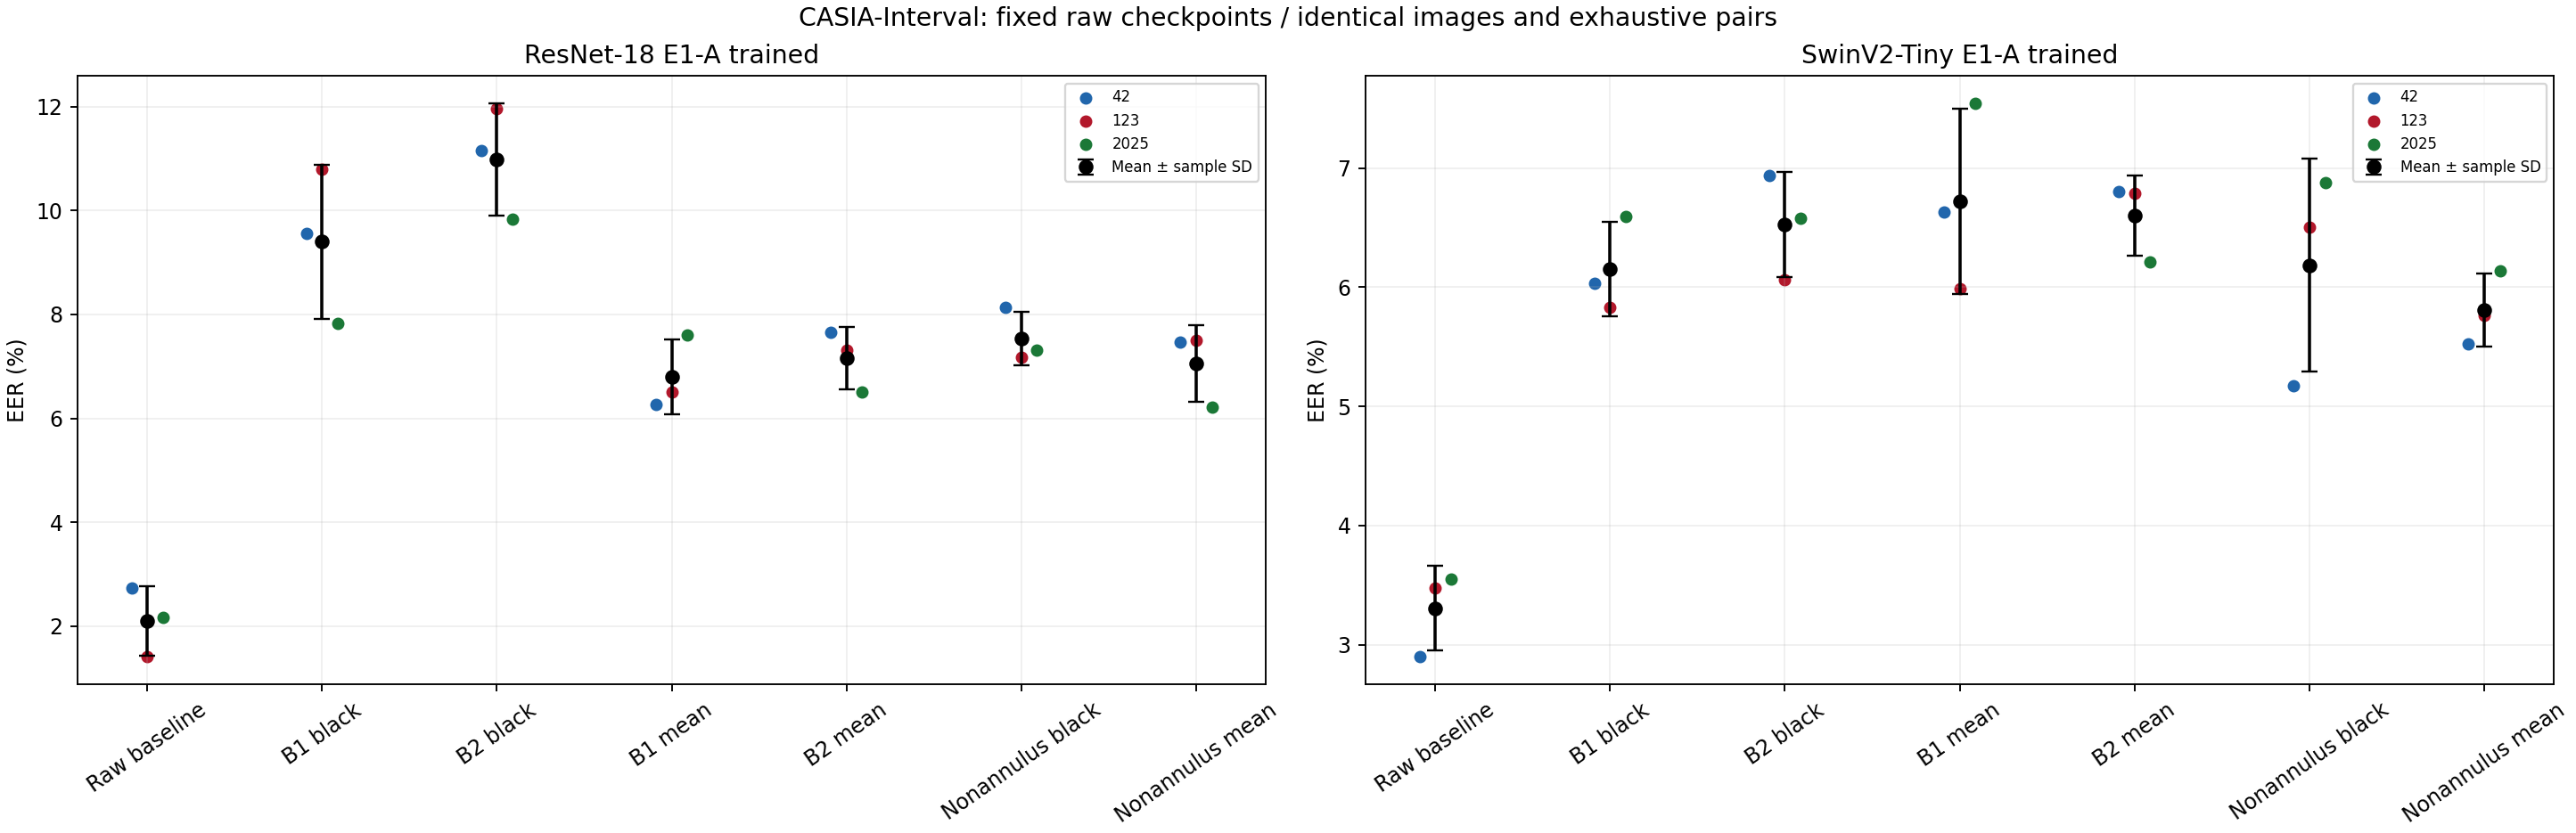 CASIA-Interval: fixed raw checkpoints / identical images and exhaustive pairs
ResNet-18 E1-A trained
EER (%)
12
10
8
6
4
2
42
123
2025
Mean ± sample SD
Raw baseline
B1 black
B2 black
B1 mean
B2 mean
Nonannulus black
Nonannulus mean
SwinV2-Tiny E1-A trained
EER (%)
7
6
5
4
3
42
123
2025
Mean ± sample SD
Raw baseline
B1 black
B2 black
B1 mean
B2 mean
Nonannulus black
Nonannulus mean